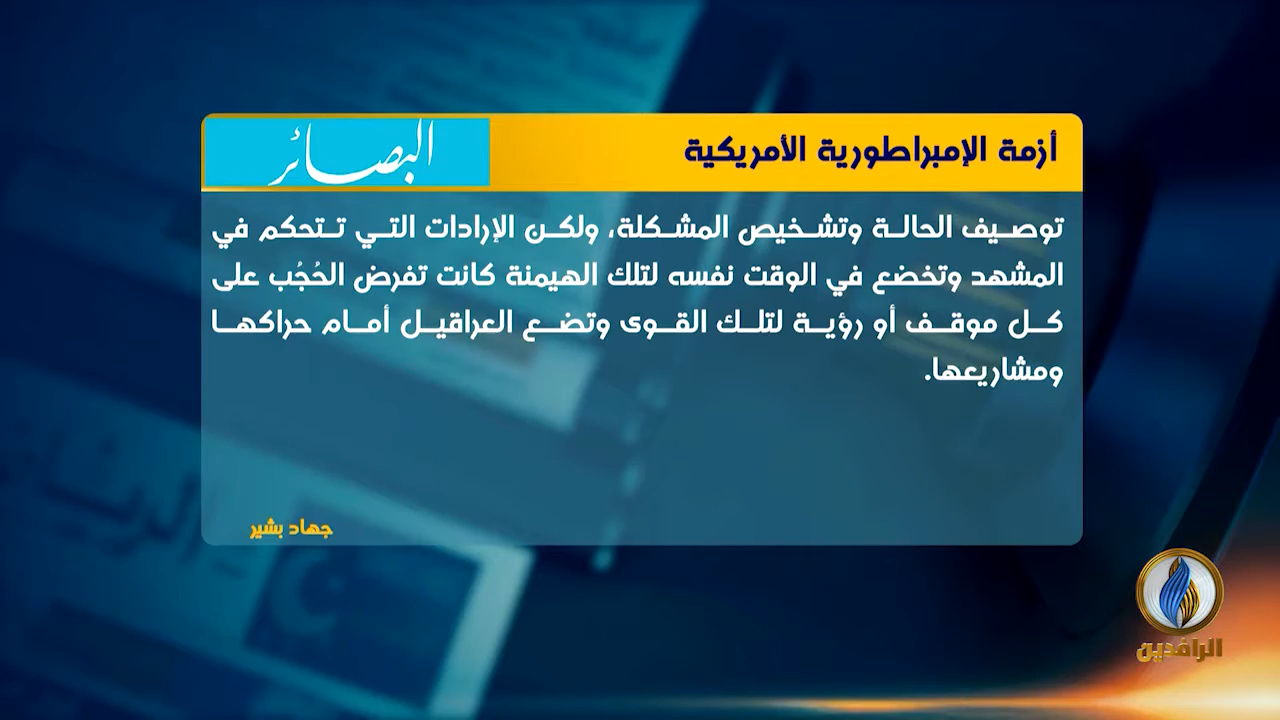 أزمة الإمبراطورية الأمريكية
البصائر
توصيف الحالة وتشخيص المشكلة، ولكن الإرادات التي تتحكم في
المشهد وتخضع في الوقت نفسه لتلك الهيمنة كانت تفرض الحُجُب على
كل موقف أو رؤية لتلك القوى وتضع العراقيل أمام حراكها
ومشاريعها.
جهاد بشير
الرافدين